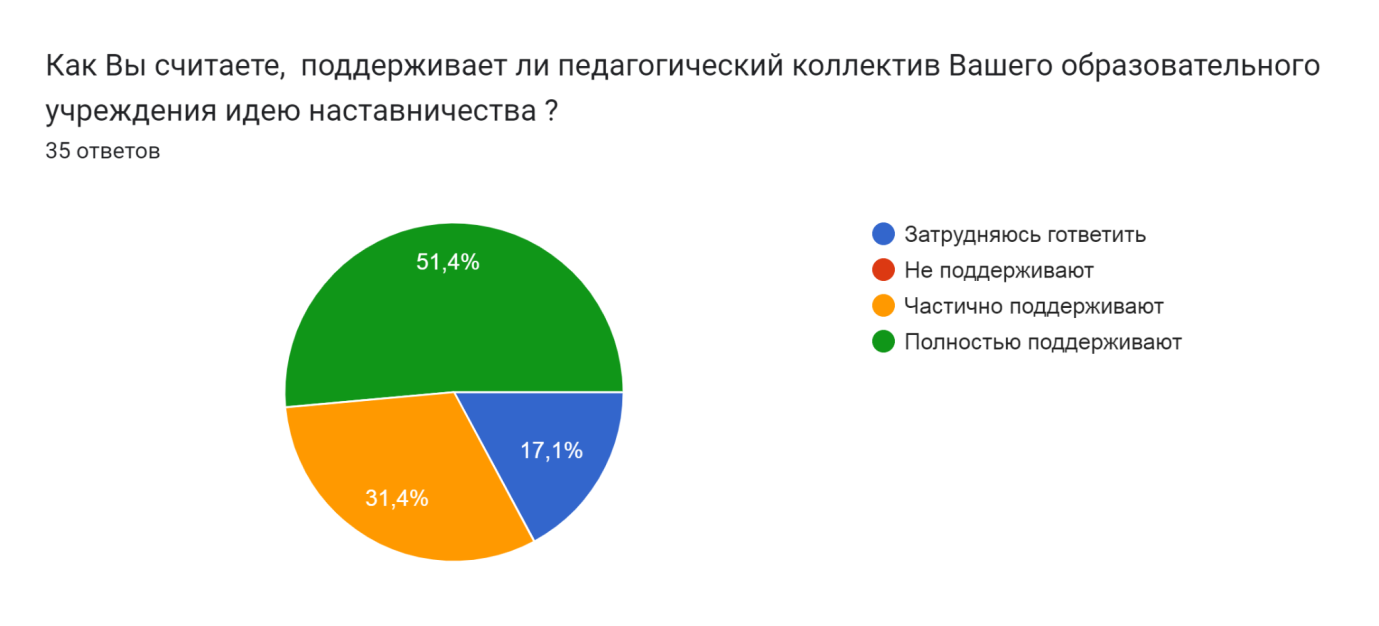 Как Вы считаете,  поддерживает ли педагогический коллектив Вашего образовательного
учреждения идею наставничества ?
35 ответов
51,4%
17,1%
31,4%
Затрудняюсь гответить
Не поддерживают
Частично поддерживают
Полностью поддерживают